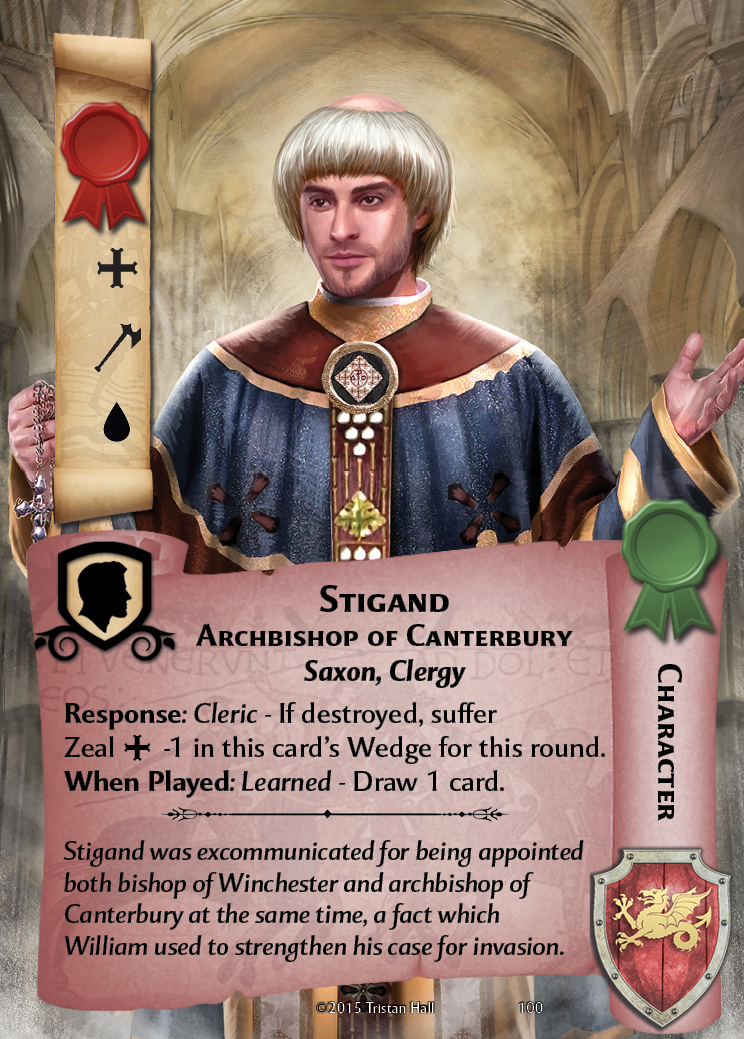 Stigand
Archbishop of Canterbury
Saxon, Clergy
Response: Cleric - If destroyed, suffer
Zeal -1 in this card's Wedge for this round.
When Played: Learned - Draw 1 card.
Stigand was excommunicated for being appointed
both bishop of Winchester and archbishop of
Canterbury at the same time, a fact which
William used to strengthen his case for invasion.
Character
©2015 Tristan Hall 100